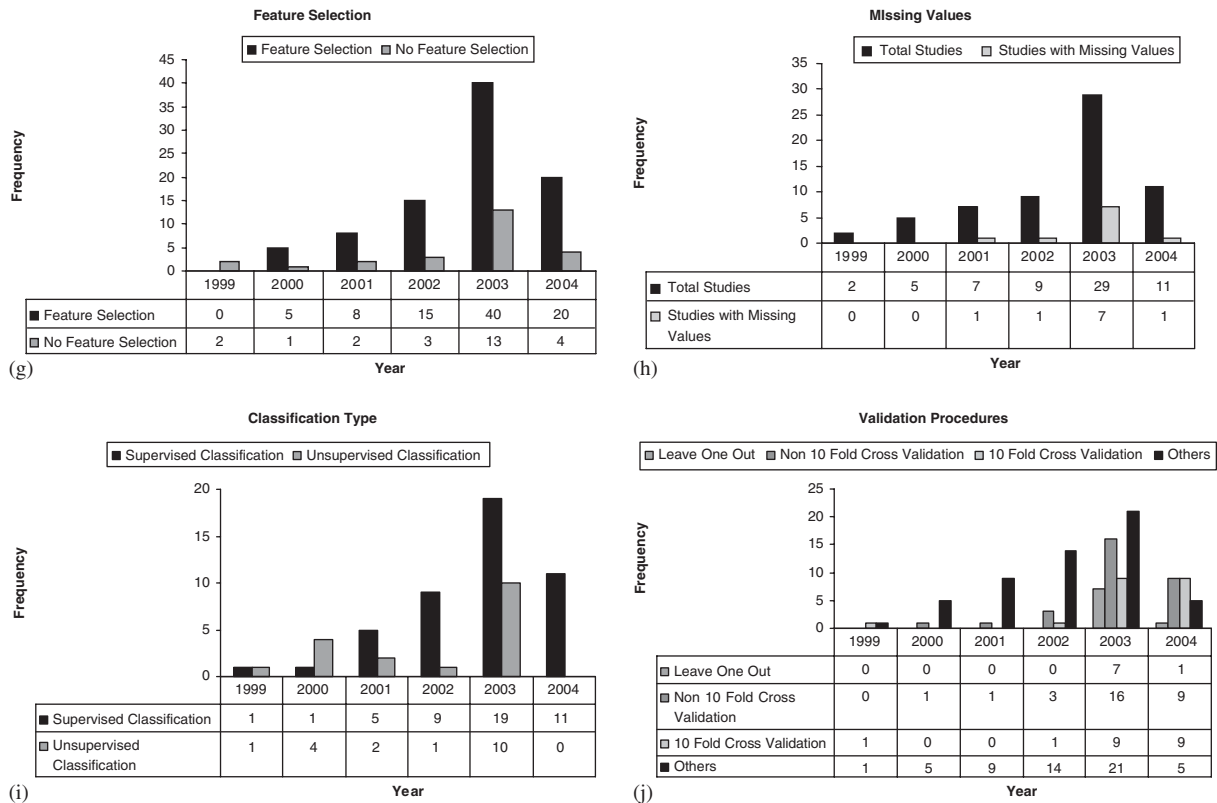 Feature Selection
Feature Selection No Feature Selection
45
40
35
30
25
20
15
10
5
0
Frequency
1999 2000 2001 2002 2003 2004
Feature Selection 0 5 8 15 40 20
No Feature Selection 2 1 2 3 13 4
Year
(g)
MIssing Values
Total Studies Studies with Missing Values
35
30
25
20
15
10
5
0
Frequency
1999 2000 2001 2002 2003 2004
Total Studies 2 5 7 9 29 11
Studies with Missing
Values 0 0 1 1 7 1
Year
(h)
Classification Type
Supervised Classification Unsupervised Classification
20
15
10
5
0
Frequency
1999 2000 2001 2002 2003 2004
Supervised Classification 1 1 5 9 19 11
Unsupervised
Classification 1 4 2 1 10 0
Year
(i)
Validation Procedures
Leave One Out Non 10 Fold Cross Validation 10 Fold Cross Validation Others
25
20
15
10
5
0
Frequency
1999 2000 2001 2002 2003 2004
Leave One Out 0 0 0 0 7 1
Non 10 Fold Cross
Validation 0 1 1 3 16 9
10 Fold Cross Validation 1 0 0 1 9 9
Others 1 5 9 14 21 5
Year
(j)